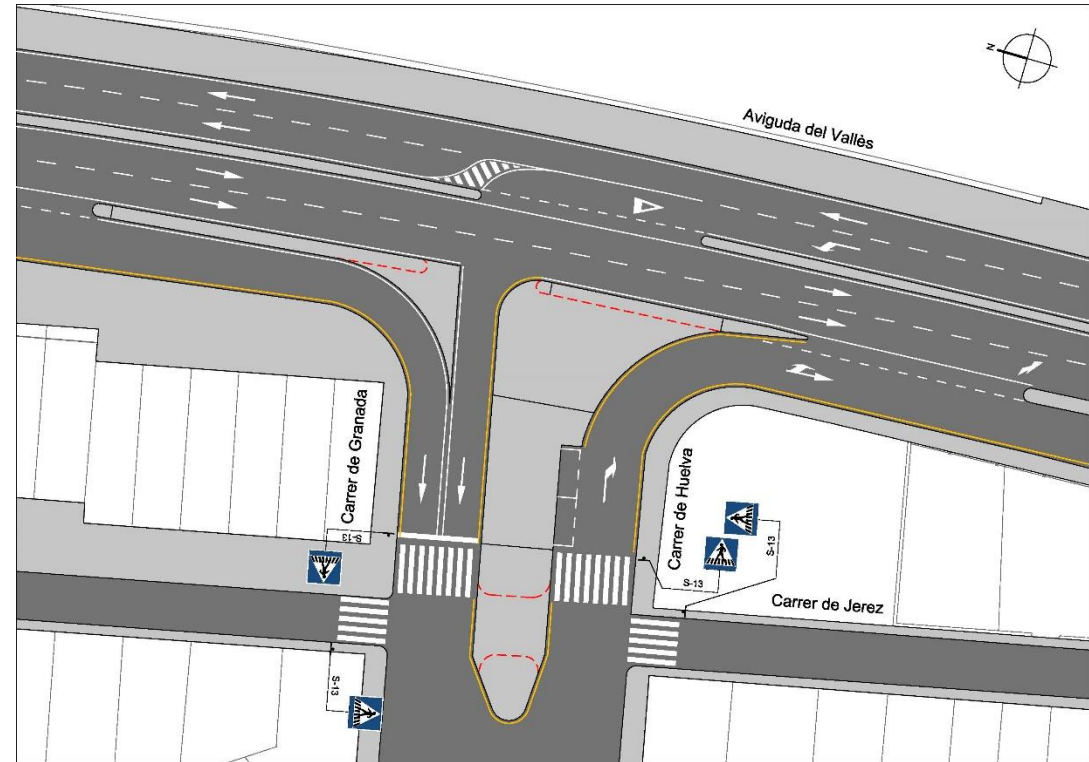 N
Aviguda del Vallès
Carrer de Granada
S-13
Carrer de Huelva
S-13
S-13
Carrer de Jerez
S-13